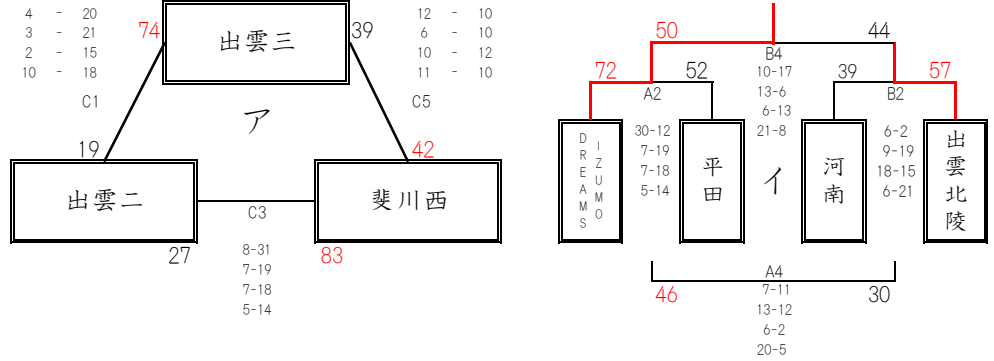 4 - 20
3 - 21
2 - 15
10 - 18
C1
74
出雲三
39
12 - 10
6 - 10
10 - 12
11 - 10
C5
ア
19
42
出雲二
斐川西
C3
27
83
8-31
7-19
7-18
5-14
50
44
B4
10-17
13-6
6-13
21-8
72
52
A2
39
57
B2
30-12
7-19
7-18
5-14
6-2
9-19
18-15
6-21
DREAMS
IZUMO
平田
イ
河南
出雲北陵
A4
46
30
7-11
13-12
6-2
20-5